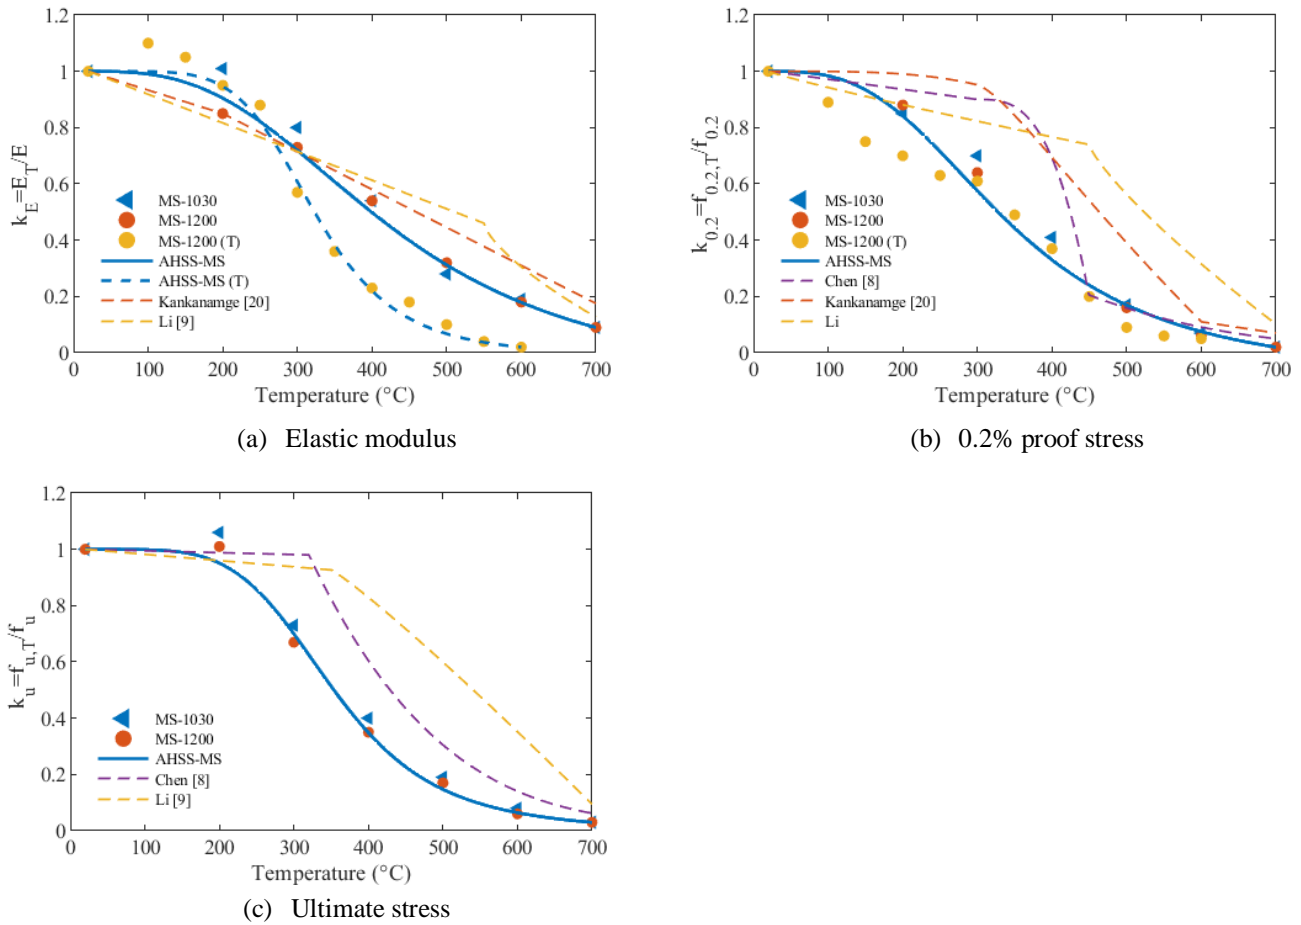 1.2
1
0.8
0.6
0.4
0.2
0
k_E=E_T/E
MS-1030
MS-1200
MS-1200 (T)
AHSS-MS
AHSS-MS (T)
Kankanamge [20]
Li [9]
0 100 200 300 400 500 600 700
Temperature (°C)
(a) Elastic modulus
1.2
1
0.8
0.6
0.4
0.2
0
k_0.2=f_0.2,T/f_0.2
MS-1030
MS-1200
MS-1200 (T)
AHSS-MS
Chen [8]
Kankanamge [20]
Li
0 100 200 300 400 500 600 700
Temperature (°C)
(b) 0.2% proof stress
1.2
1
0.8
0.6
0.4
0.2
0
k_u=f_u,T/f_u
MS-1030
MS-1200
AHSS-MS
Chen [8]
Li [9]
0 100 200 300 400 500 600 700
Temperature (°C)
(c) Ultimate stress